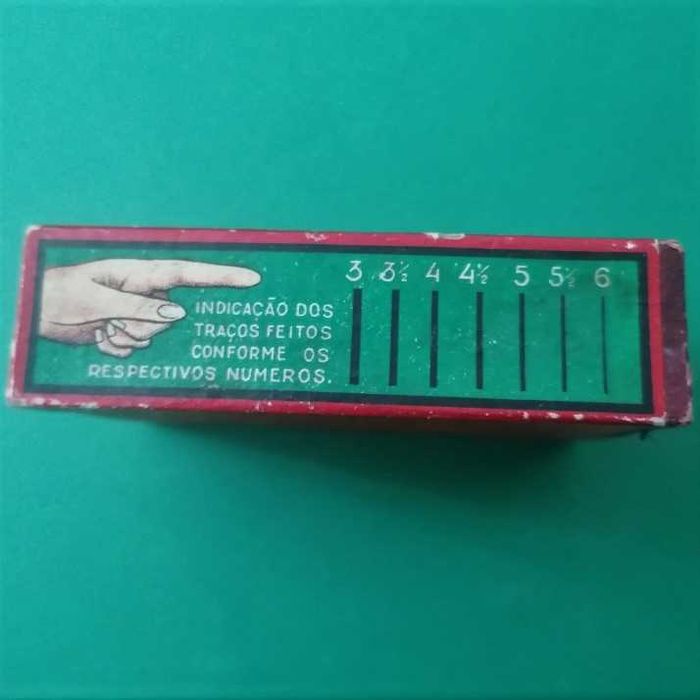 3 3½ 4 4½ 5 5½ 6
INDICAÇÃO DOS
TRAÇOS FEITOS
CONFORME OS
RESPECTIVOS NUMEROS.